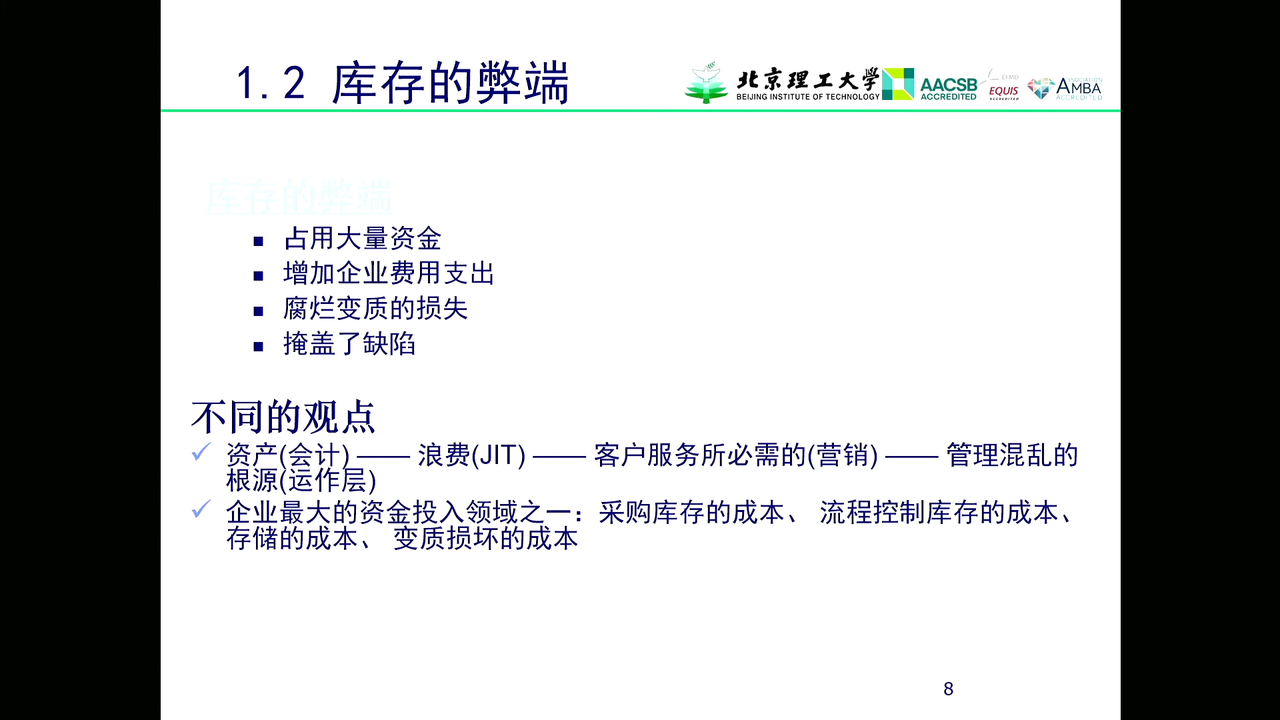 1.2 库存的弊端
北京理工大学
BEIJING INSTITUTE OF TECHNOLOGY
AACSB
ACCREDITED
EFMD
EQUIS
ACCREDITED
ASSOCIATION
AMBA
ACCREDITED
库存的弊端
■ 占用大量资金
■ 增加企业费用支出
■ 腐烂变质的损失
■ 掩盖了缺陷
不同的观点
✓ 资产(会计) —— 浪费(JIT) —— 客户服务所必需的(营销) —— 管理混乱的
根源(运作层)
✓ 企业最大的资金投入领域之一：采购库存的成本、 流程控制库存的成本、
存储的成本、 变质损坏的成本
8